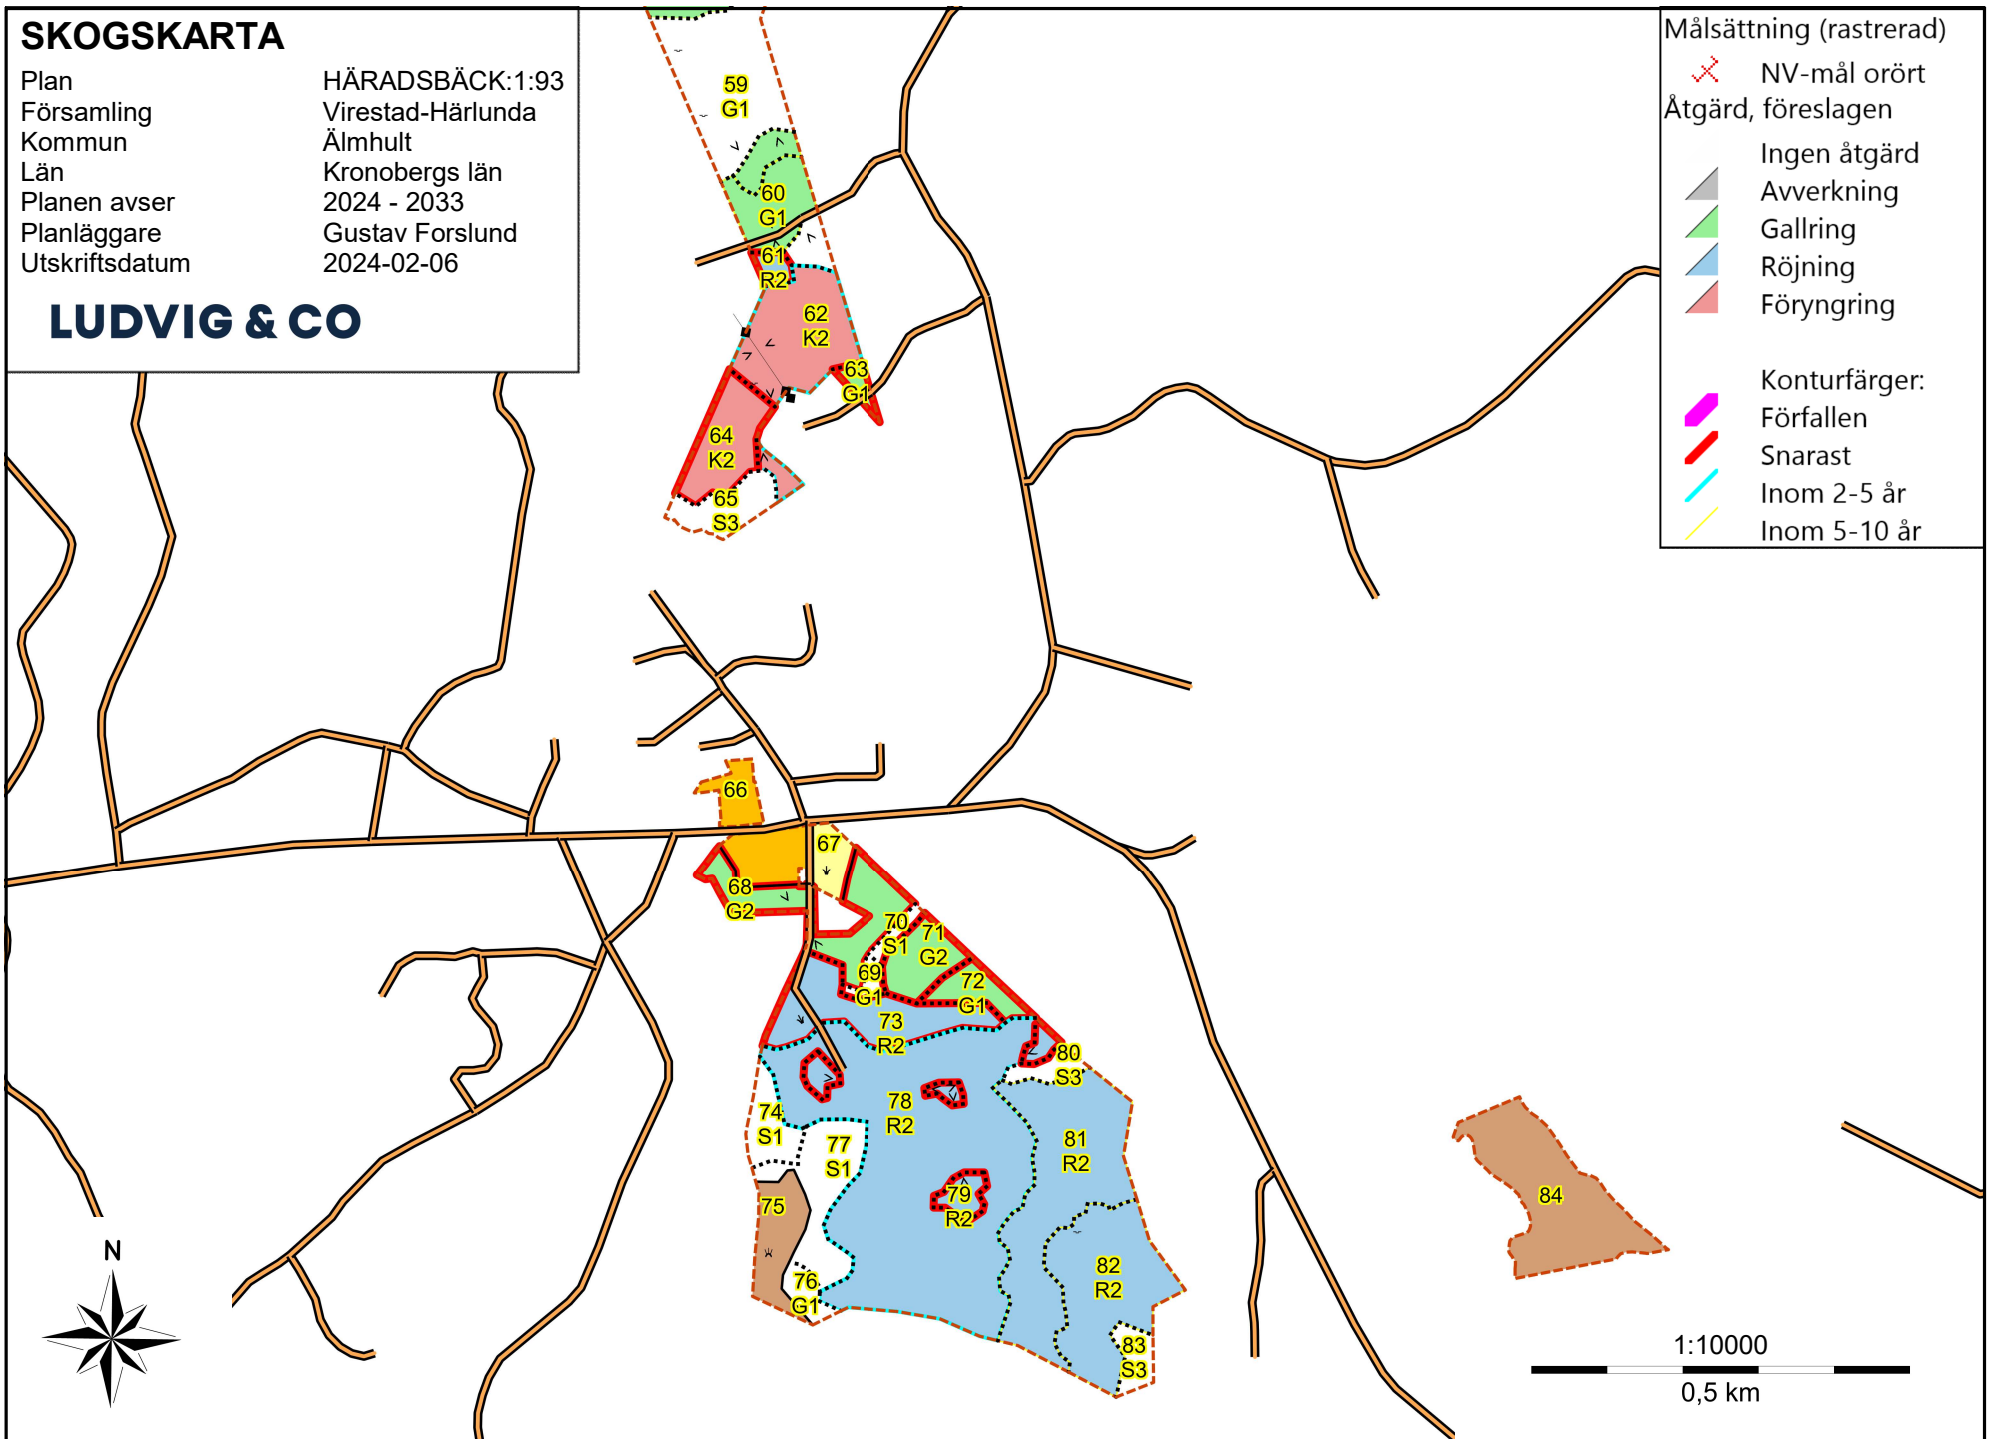 SKOGSKARTA
Plan HÄRADSBÄCK:1:93
Församling Virestad-Härlunda
Kommun Älmhult
Län Kronobergs län
Planen avser 2024 - 2033
Planläggare Gustav Forslund
Utskriftsdatum 2024-02-06
LUDVIG & CO
Målsättning (rastrerad)
NV-mål orört
Åtgärd, föreslagen
Ingen åtgärd
Avverkning
Gallring
Röjning
Föryngring
Konturfärger:
Förfallen
Snarast
Inom 2-5 år
Inom 5-10 år
59
G1
60
G1
61
R2
62
K2
63
G1
64
K2
65
S3
66
67
68
G2
70
S1
71
G2
69
G1
72
G1
73
R2
80
S3
74
S1
78
R2
77
S1
81
R2
75
79
R2
84
76
G1
82
R2
83
S3
N
1:10000
0,5 km